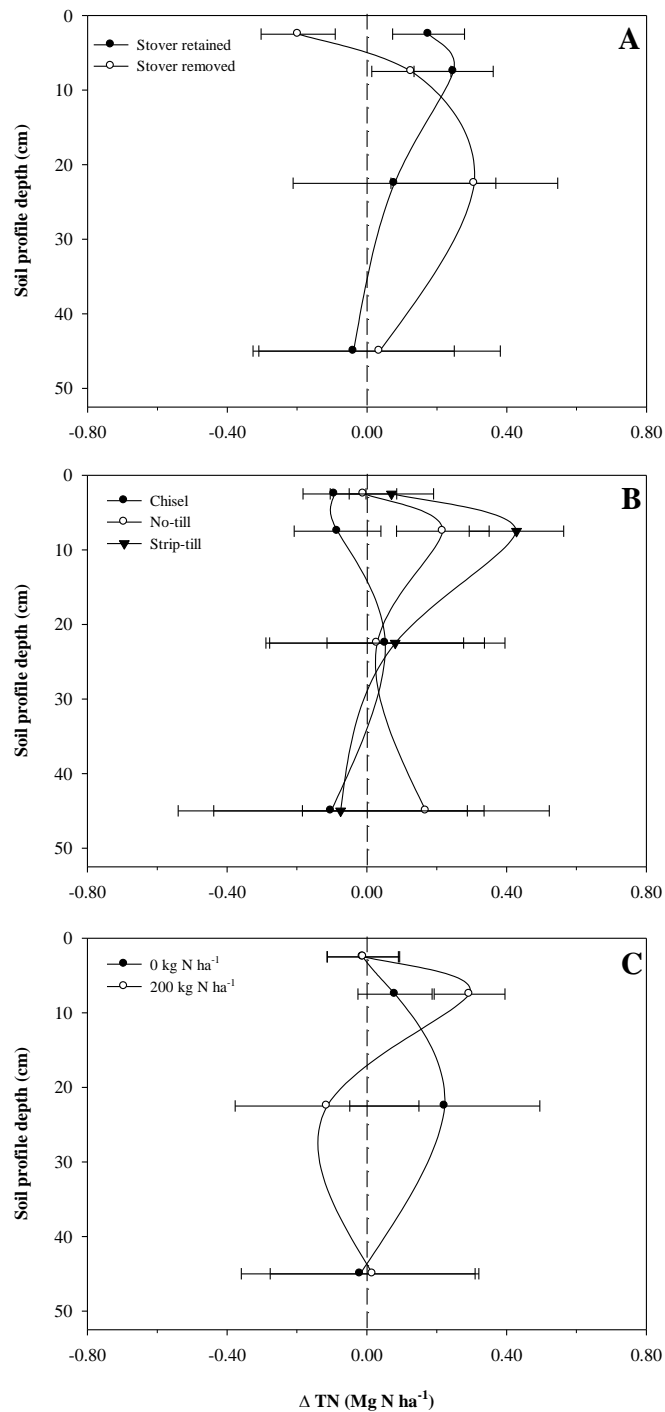 0
A
Stover retained
Stover removed
10
20
30
40
50
Soil profile depth (cm)
-0.80 -0.40 0.00 0.40 0.80
0
B
Chisel
No-till
Strip-till
10
20
30
40
50
Soil profile depth (cm)
-0.80 -0.40 0.00 0.40 0.80
0
C
0 kg N ha⁻¹
200 kg N ha⁻¹
10
20
30
40
50
Soil profile depth (cm)
-0.80 -0.40 0.00 0.40 0.80
Δ TN (Mg N ha⁻¹)